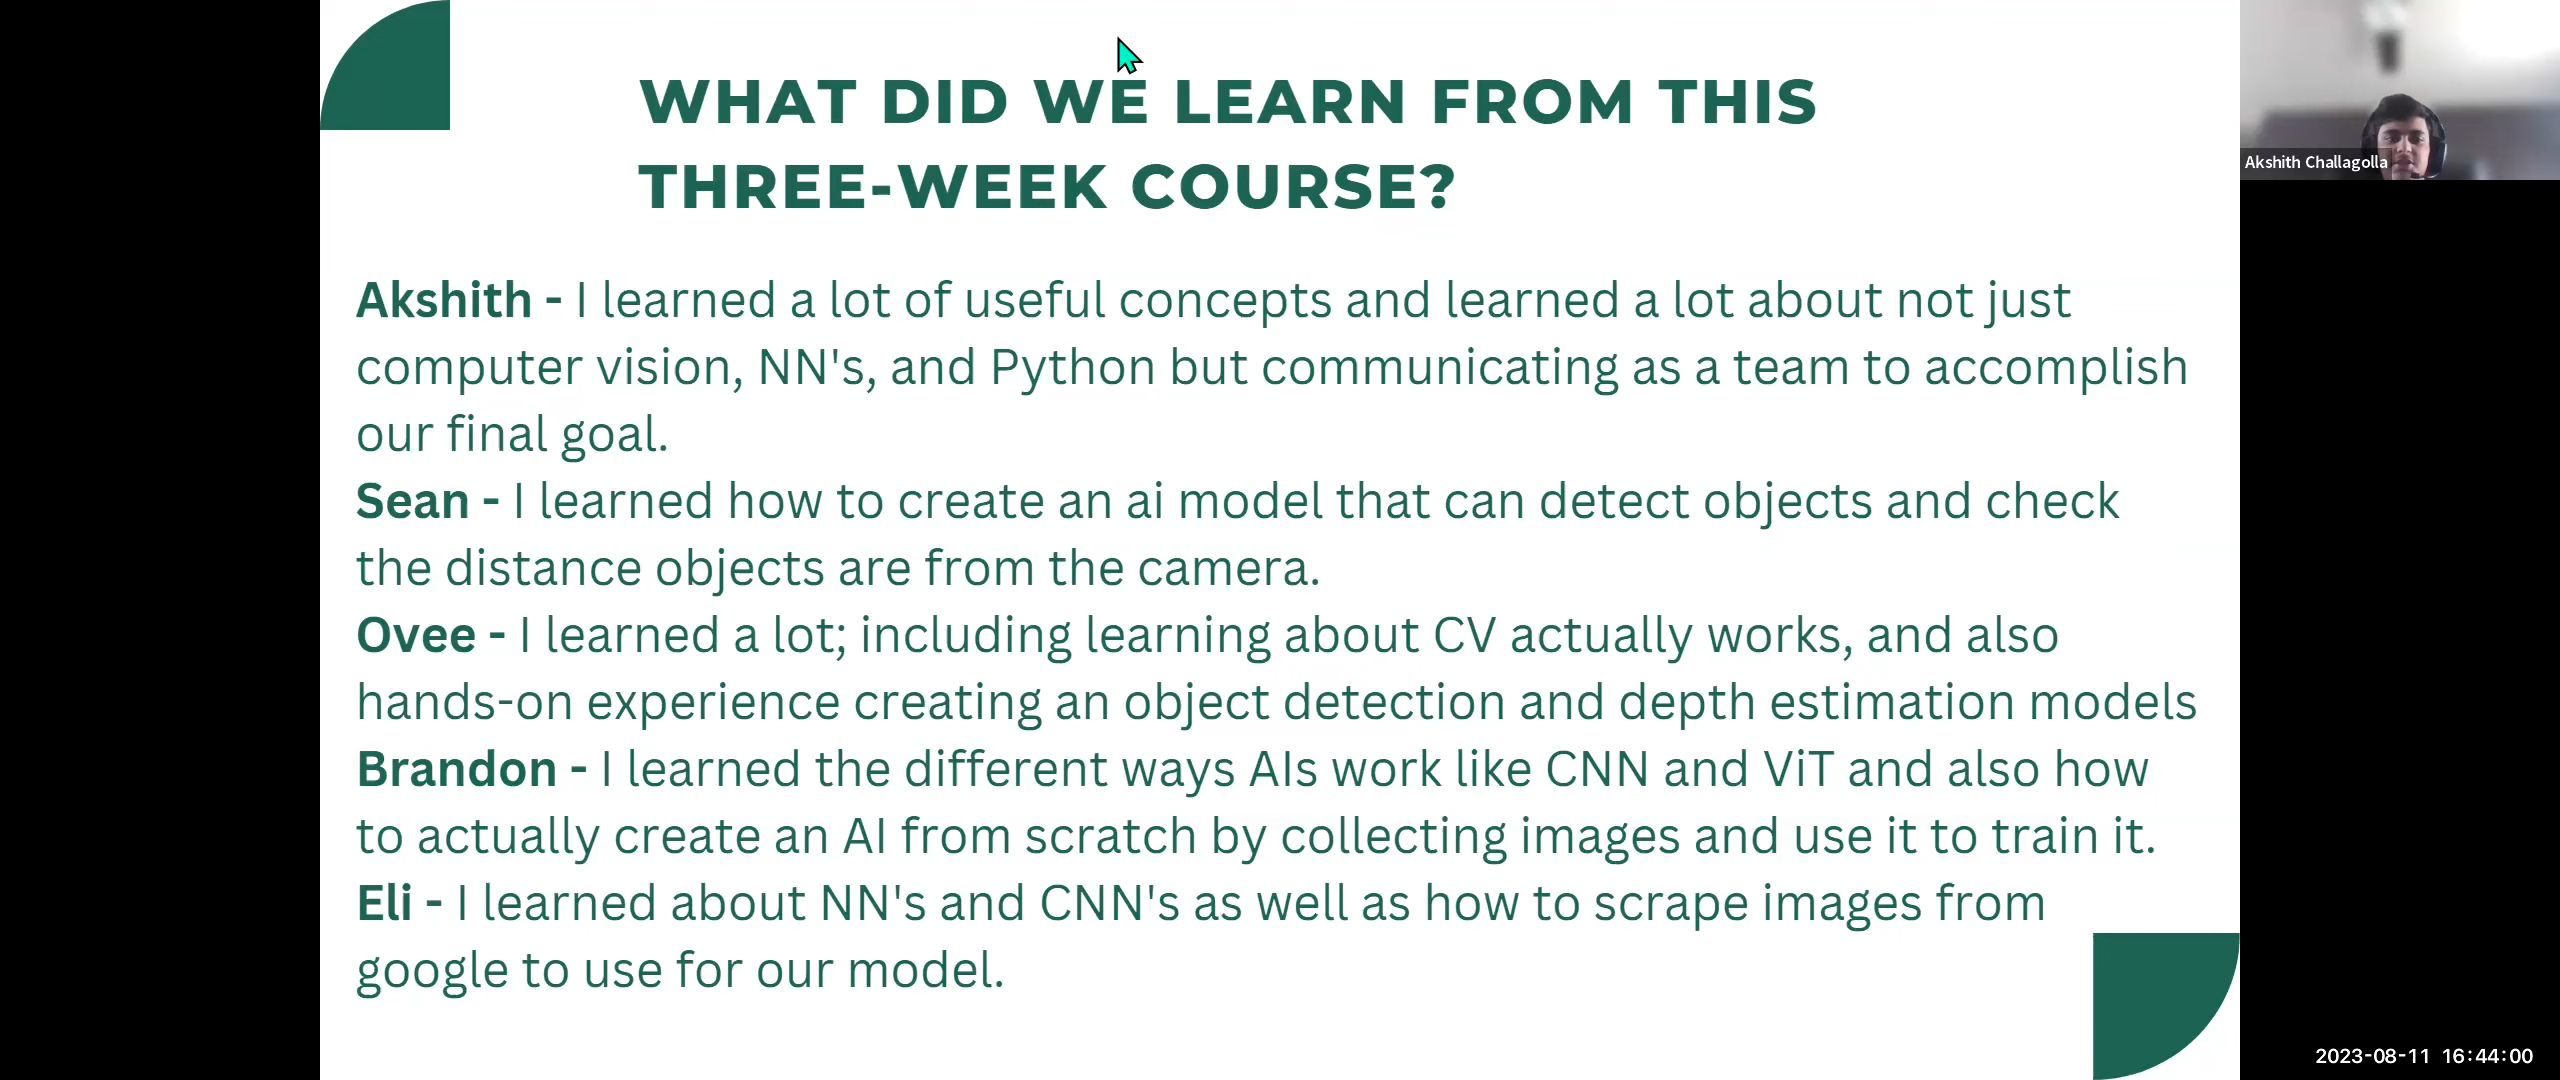 WHAT DID WE LEARN FROM THIS
THREE-WEEK COURSE?
Akshith - I learned a lot of useful concepts and learned a lot about not just
computer vision, NN's, and Python but communicating as a team to accomplish
our final goal.
Sean - I learned how to create an ai model that can detect objects and check
the distance objects are from the camera.
Ovee - I learned a lot; including learning about CV actually works, and also
hands-on experience creating an object detection and depth estimation models
Brandon - I learned the different ways AIs work like CNN and ViT and also how
to actually create an AI from scratch by collecting images and use it to train it.
Eli - I learned about NN's and CNN's as well as how to scrape images from
google to use for our model.
Akshith Challagolla
2023-08-11 16:44:00